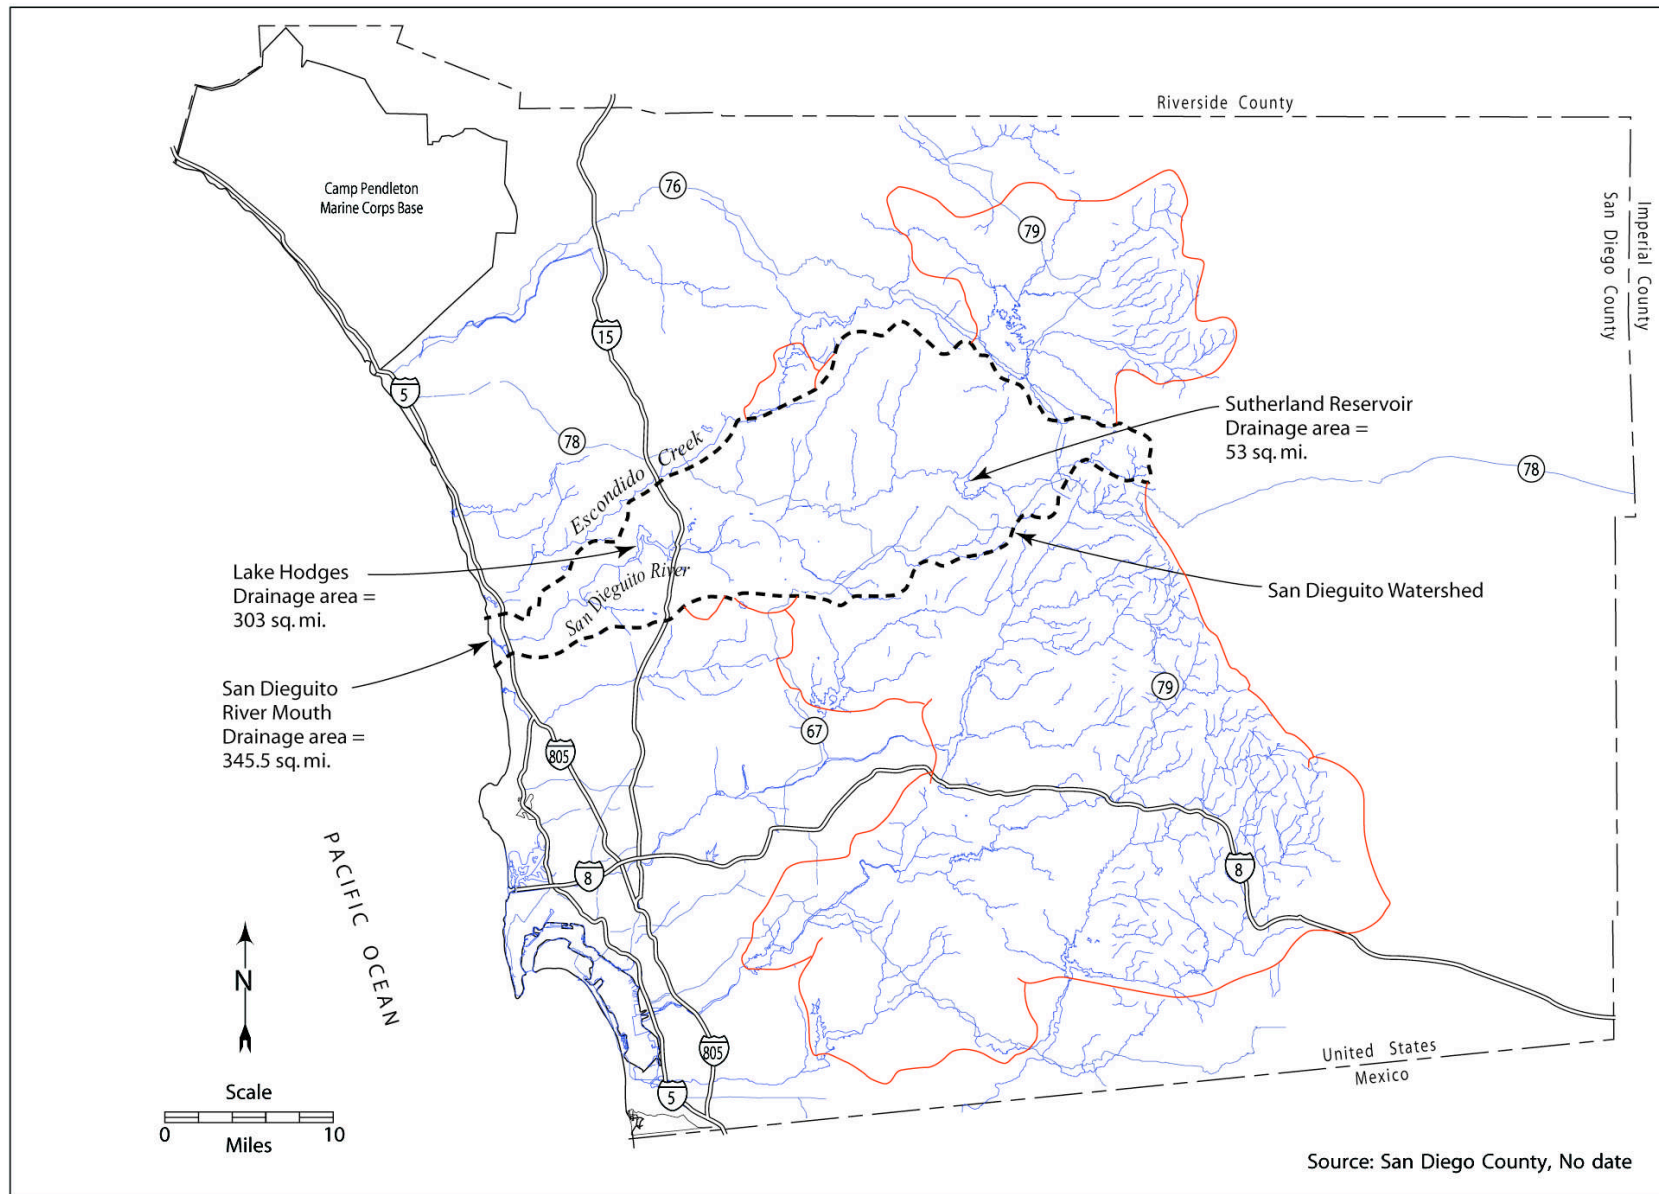 Riverside County
Imperial County
San Diego County
Camp Pendleton
Marine Corps Base
76
79
15
5
78
Sutherland Reservoir
Drainage area =
53 sq. mi.
78
Escondido Creek
Lake Hodges
Drainage area =
303 sq. mi.
San Dieguito River
San Dieguito Watershed
San Dieguito
River Mouth
Drainage area =
345.5 sq. mi.
79
67
805
PACIFIC OCEAN
8
8
N
805
5
United States
Mexico
Scale
0 10
Miles
Source: San Diego County, No date